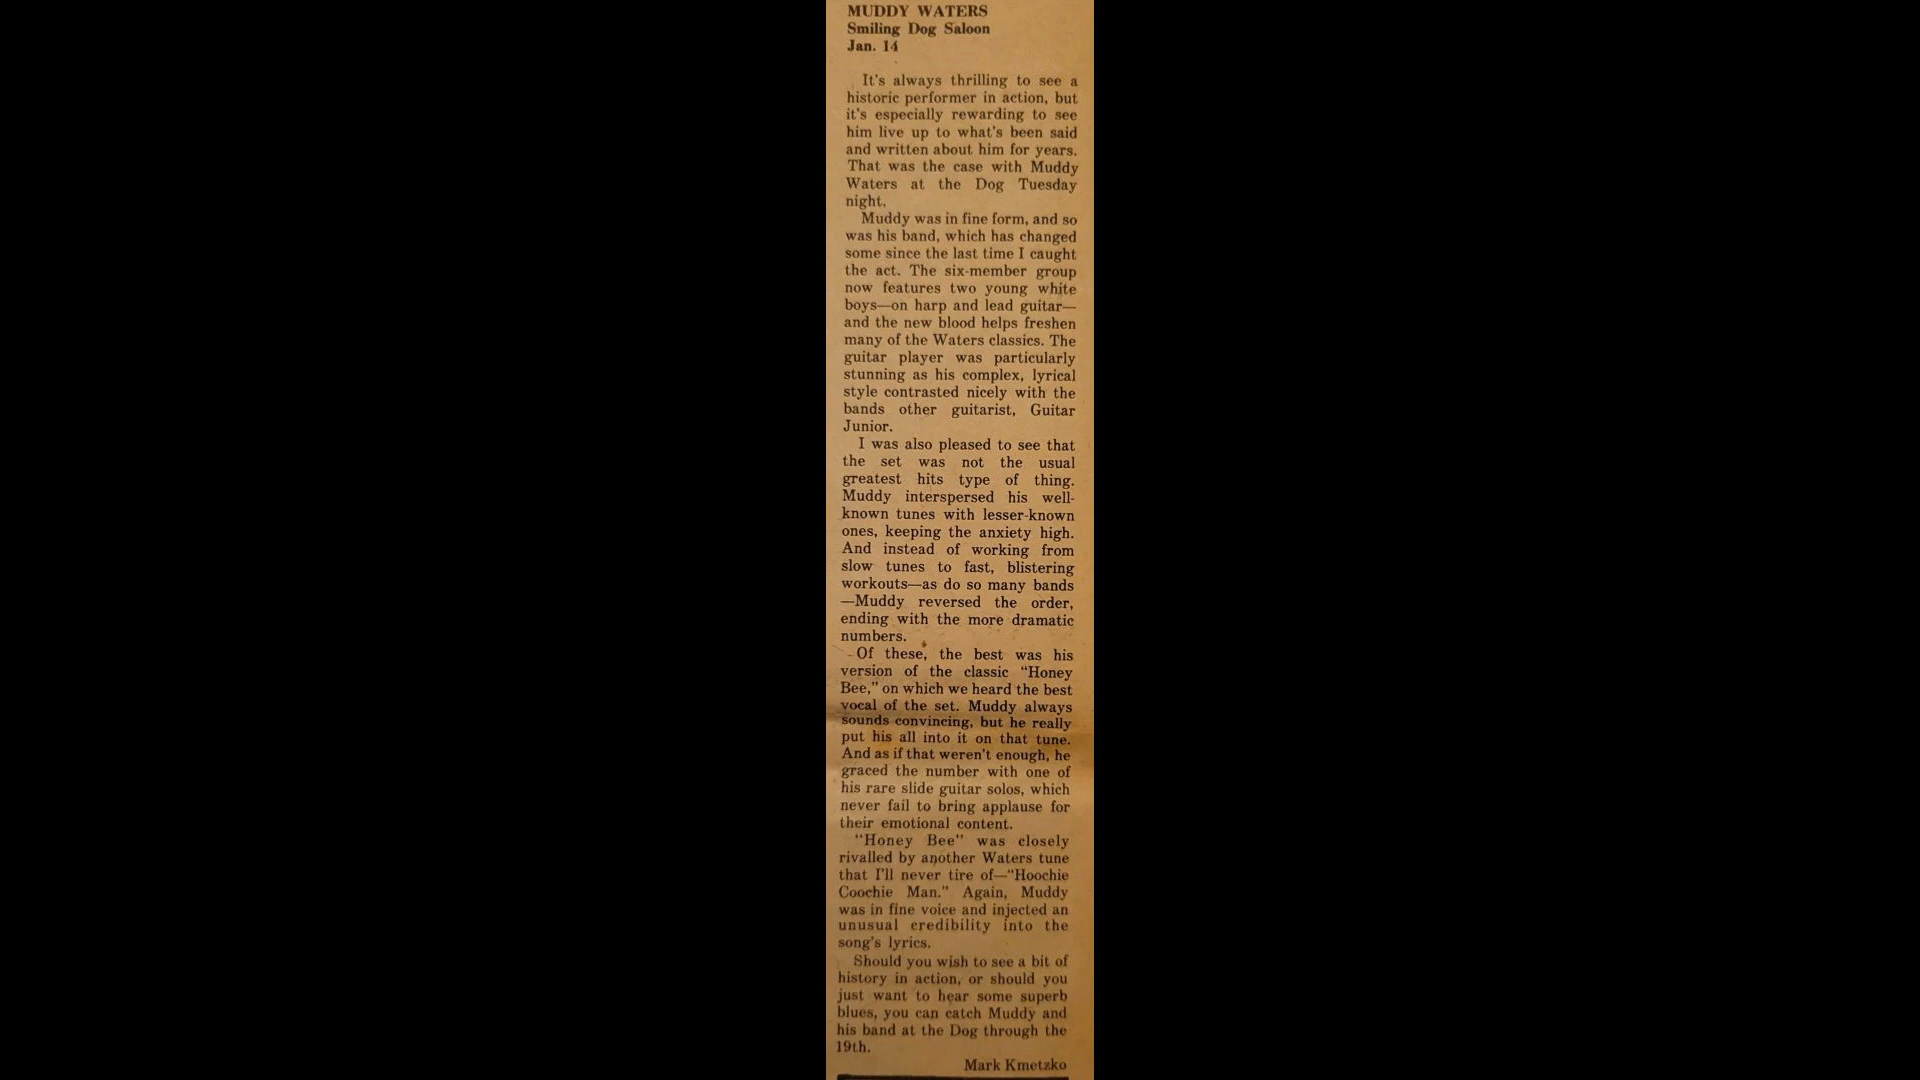 MUDDY WATERS
Smiling Dog Saloon
Jan. 14
It's always thrilling to see a
historic performer in action, but
it's especially rewarding to see
him live up to what's been said
and written about him for years.
That was the case with Muddy
Waters at the Dog Tuesday
night.
Muddy was in fine form, and so
was his band, which has changed
some since the last time I caught
the act. The six-member group
now features two young white
boys—on harp and lead guitar—
and the new blood helps freshen
many of the Waters classics. The
guitar player was particularly
stunning as his complex, lyrical
style contrasted nicely with the
bands other guitarist, Guitar
Junior.
I was also pleased to see that
the set was not the usual
greatest hits type of thing.
Muddy interspersed his well-
known tunes with lesser-known
ones, keeping the anxiety high.
And instead of working from
slow tunes to fast, blistering
workouts—as do so many bands
—Muddy reversed the order,
ending with the more dramatic
numbers.
Of these, the best was his
version of the classic "Honey
Bee," on which we heard the best
vocal of the set. Muddy always
sounds convincing, but he really
put his all into it on that tune.
And as if that weren't enough, he
graced the number with one of
his rare slide guitar solos, which
never fail to bring applause for
their emotional content.
"Honey Bee" was closely
rivalled by another Waters tune
that I'll never tire of—"Hoochie
Coochie Man." Again, Muddy
was in fine voice and injected an
unusual credibility into the
song's lyrics.
Should you wish to see a bit of
history in action, or should you
just want to hear some superb
blues, you can catch Muddy and
his band at the Dog through the
19th.
Mark Kmetzko